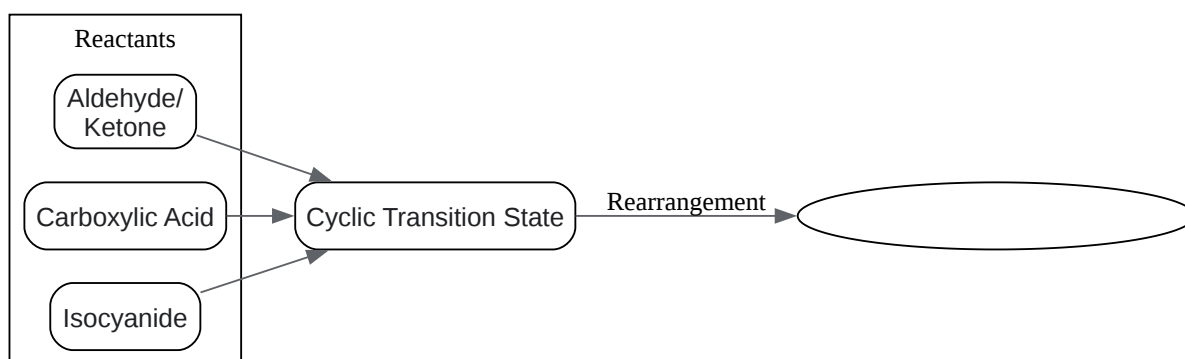 Reactants
Aldehyde/
Ketone
Carboxylic Acid
Isocyanide
Cyclic Transition State
Rearrangement